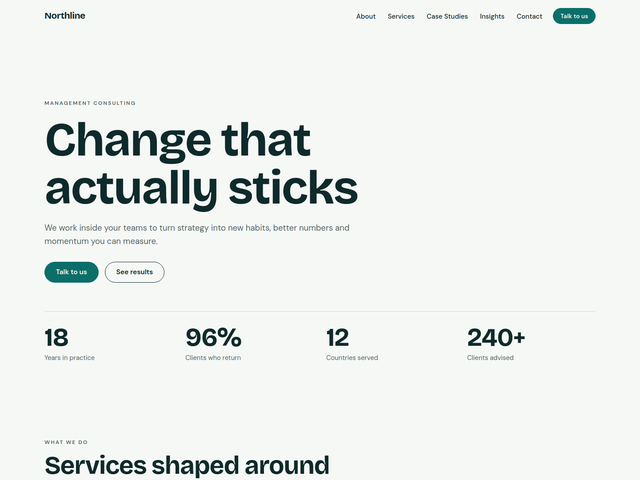 Northline
About
Services
Case Studies
Insights
Contact
Talk to us
MANAGEMENT CONSULTING
Change that
actually sticks
We work inside your teams to turn strategy into new habits, better numbers and
momentum you can measure.
Talk to us
See results
18
Years in practice
96%
Clients who return
12
Countries served
240+
Clients advised
WHAT WE DO
Services shaped around